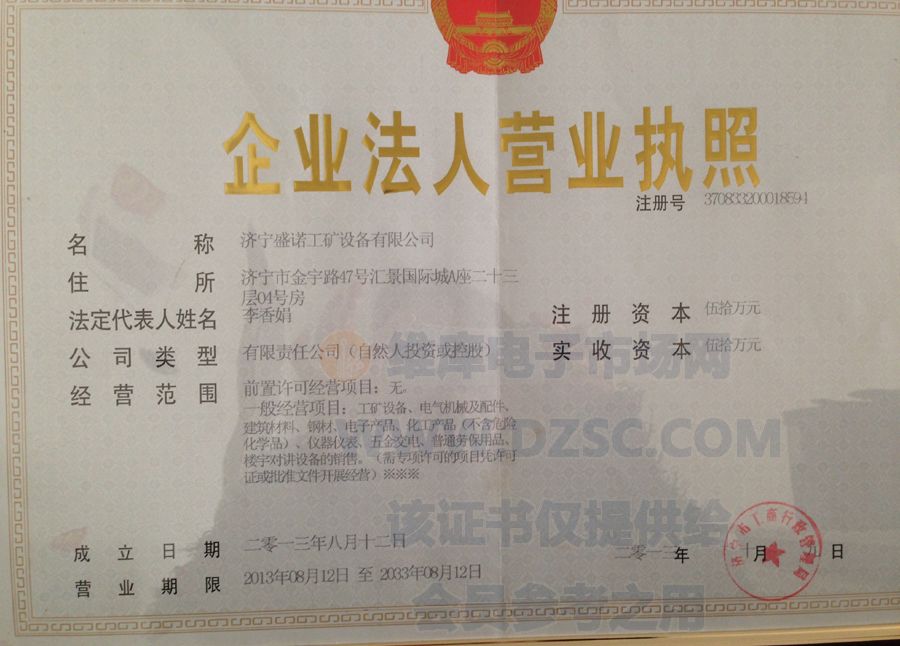 企业法人营业执照
注册号 370833200018594
名称 济宁盛诺工矿设备有限公司
住所 济宁市金宇路47号汇景国际城A座二十三
层04号房
法定代表人姓名 李香娟
注册资本 伍拾万元
公司类型 有限责任公司（自然人投资或控股）
实收资本 伍拾万元
经营范围 前置许可经营项目：无。
一般经营项目：工矿设备、电气机械及配件、
建筑材料、钢材、电子产品、化工产品（不含危险
化学品）、仪器仪表、五金交电、普通劳保用品、
楼宇对讲设备的销售。（需专项许可的项目凭许可
证或批准文件开展经营）※※※
维库电子市场网
WWW.DZSC.COM
该证书仅提供给
会员参考之用
成立日期 二零一三年八月十二日
营业期限 2013年08月12日 至 2033年08月12日
二零一三年 月 日
济宁市工商行政管理局